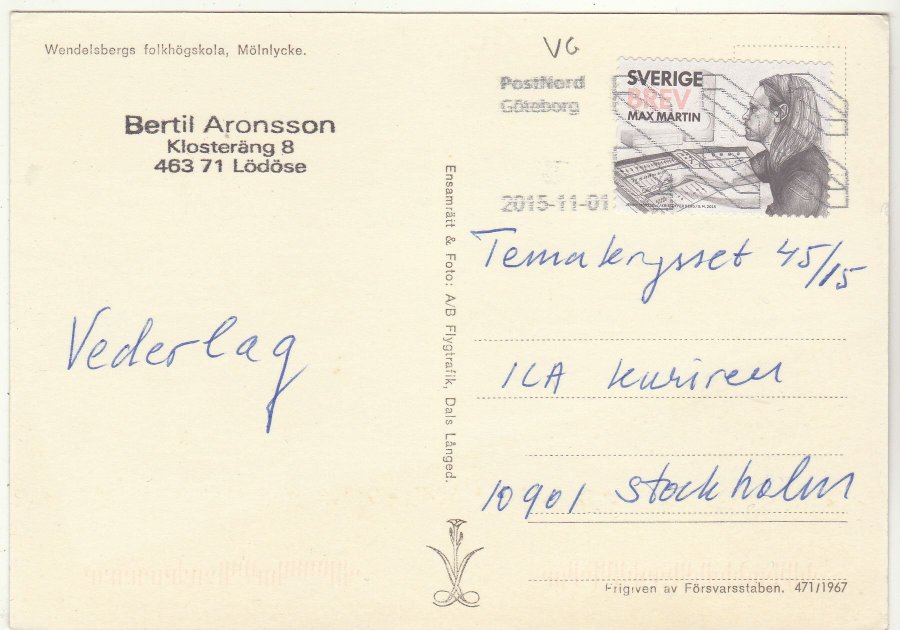 Wendelsbergs folkhögskola, Mölnlycke.
VG
Bertil Aronsson
Klosteräng 8
463 71 Lödöse
PostNord
Göteborg
2015-11-01
SVERIGE
BREV
MAX MARTIN
Vederlag
Ensamrätt & Foto: A/B Flygtrafik, Dals Långed.
Temakrysset 45/15
ICA kuriren
10901 Stockholm
Frigiven av Försvarsstaben. 471/1967